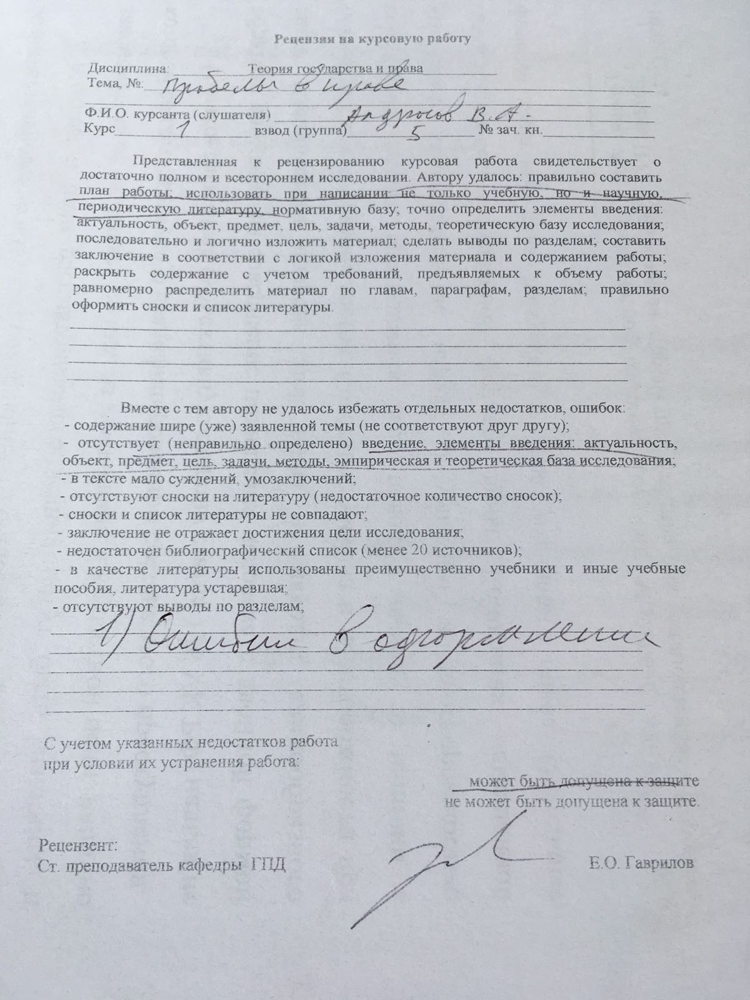 Рецензия на курсовую работу
Дисциплина: Теория государства и права
Тема, №: Пробелы в праве
Ф.И.О. курсанта (слушателя) Андросов В.А.
Курс 1 взвод (группа) 5 № зач. кн.
Представленная к рецензированию курсовая работа свидетельствует о
достаточно полном и всестороннем исследовании. Автору удалось: правильно составить
план работы; использовать при написании не только учебную, но и научную,
периодическую литературу, нормативную базу; точно определить элементы введения:
актуальность, объект, предмет, цель, задачи, методы, теоретическую базу исследования;
последовательно и логично изложить материал; сделать выводы по разделам; составить
заключение в соответствии с логикой изложения материала и содержанием работы;
раскрыть содержание с учетом требований, предъявляемых к объему работы;
равномерно распределить материал по главам, параграфам, разделам; правильно
оформить сноски и список литературы.
Вместе с тем автору не удалось избежать отдельных недостатков, ошибок:
- содержание шире (уже) заявленной темы (не соответствуют друг другу);
- отсутствует (неправильно определено) введение, элементы введения: актуальность,
объект, предмет, цель, задачи, методы, эмпирическая и теоретическая база исследования;
- в тексте мало суждений, умозаключений;
- отсутствуют сноски на литературу (недостаточное количество сносок);
- сноски и список литературы не совпадают;
- заключение не отражает достижения цели исследования;
- недостаточен библиографический список (менее 20 источников);
- в качестве литературы использованы преимущественно учебники и иные учебные
пособия, литература устаревшая;
- отсутствуют выводы по разделам;
1) Ошибки в оформлении
С учетом указанных недостатков работа
при условии их устранения работа:
может быть допущена к защите
не может быть допущена к защите.
Рецензент:
Ст. преподаватель кафедры ГПД Е.О. Гаврилов